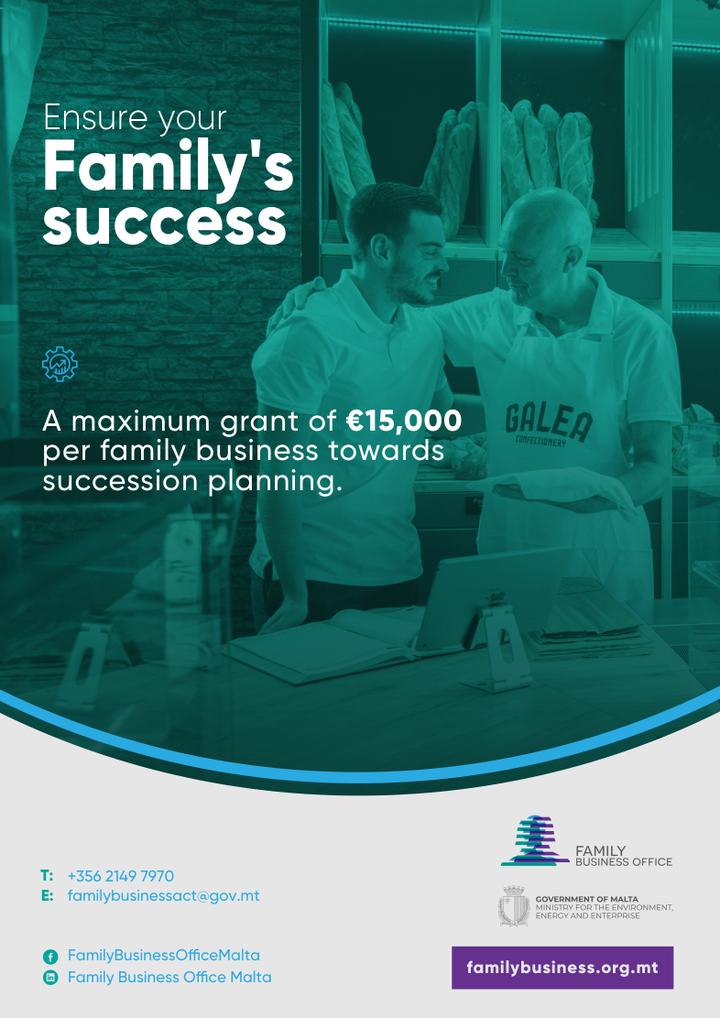 Ensure your
Family's
success
A maximum grant of €15,000
per family business towards
succession planning.
GALEA
CONFECTIONERY
T: +356 2149 7970
E: familybusinessact@gov.mt
FamilyBusinessOfficeMalta
Family Business Office Malta
FAMILY
BUSINESS OFFICE
GOVERNMENT OF MALTA
MINISTRY FOR THE ENVIRONMENT,
ENERGY AND ENTERPRISE
familybusiness.org.mt